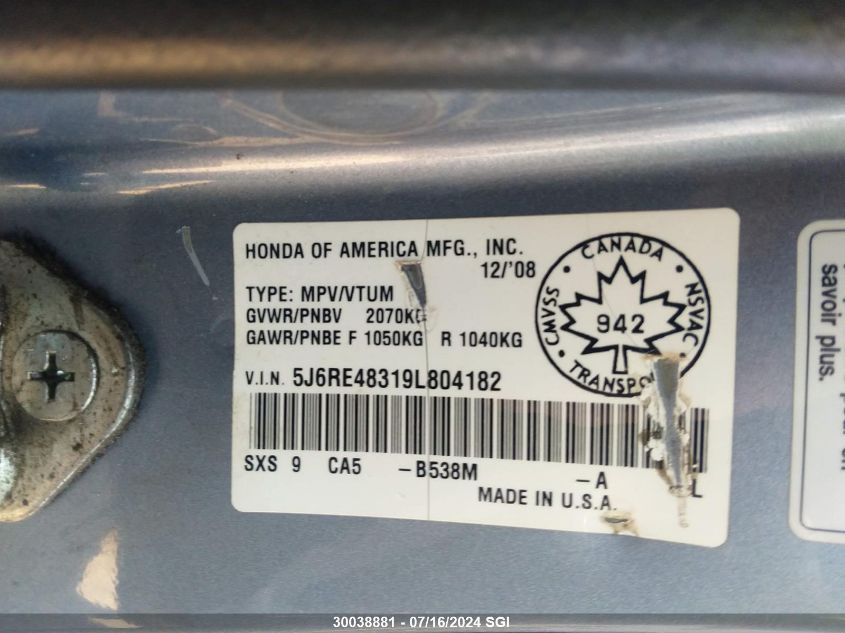 HONDA OF AMERICA MFG., INC.
12/'08
TYPE: MPV/VTUM
GVWR/PNBV 2070KG
GAWR/PNBE F 1050KG R 1040KG
V.I.N. 5J6RE48319L804182
SXS 9 CA5 -B538M -A L
MADE IN U.S.A.
CANADA
CMVSS
NSVAC
942
savoir plus.
30038881 - 07/16/2024 SGI